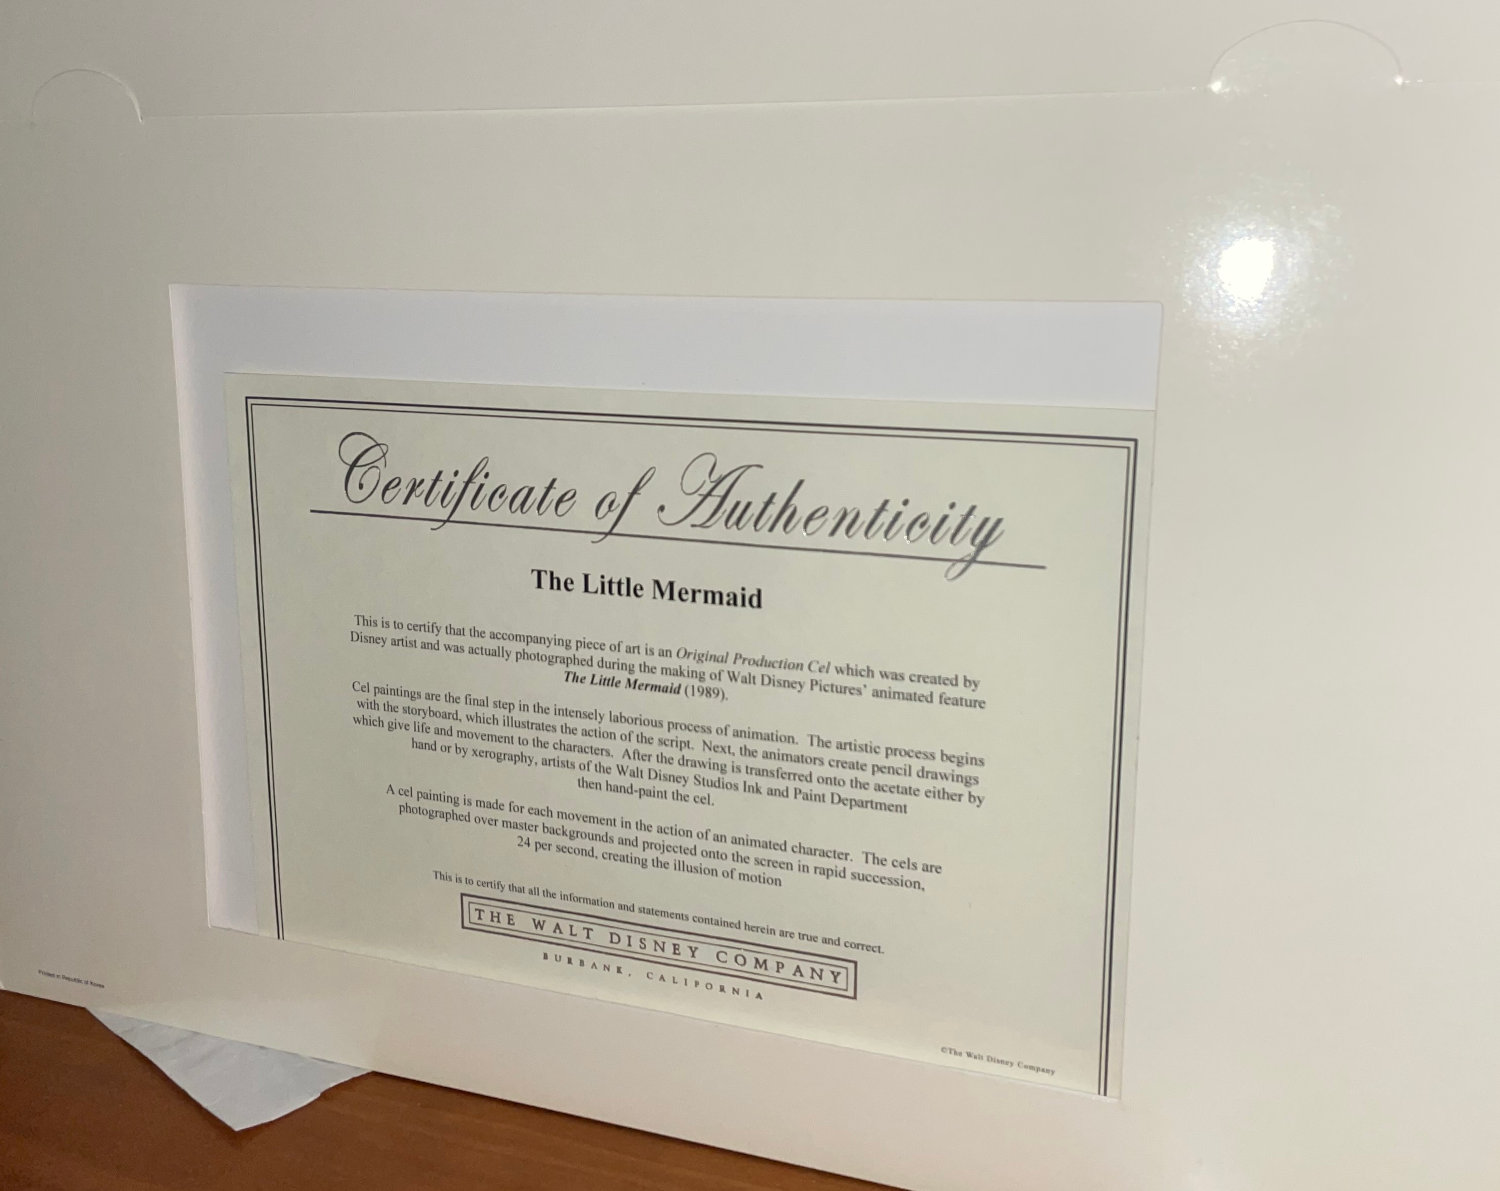 Certificate of Authenticity
The Little Mermaid
This is to certify that the accompanying piece of art is an Original Production Cel which was created by
Disney artist and was actually photographed during the making of Walt Disney Pictures' animated feature
The Little Mermaid (1989).
Cel paintings are the final step in the intensely laborious process of animation. The artistic process begins
with the storyboard, which illustrates the action of the script. Next, the animators create pencil drawings
which give life and movement to the characters. After the drawing is transferred onto the acetate either by
hand or by xerography, artists of the Walt Disney Studios Ink and Paint Department
then hand-paint the cel.
A cel painting is made for each movement in the action of an animated character. The cels are
photographed over master backgrounds and projected onto the screen in rapid succession,
24 per second, creating the illusion of motion
This is to certify that all the information and statements contained herein are true and correct.
THE WALT DISNEY COMPANY
BURBANK, CALIFORNIA
©The Walt Disney Company
Printed in Republic of Korea